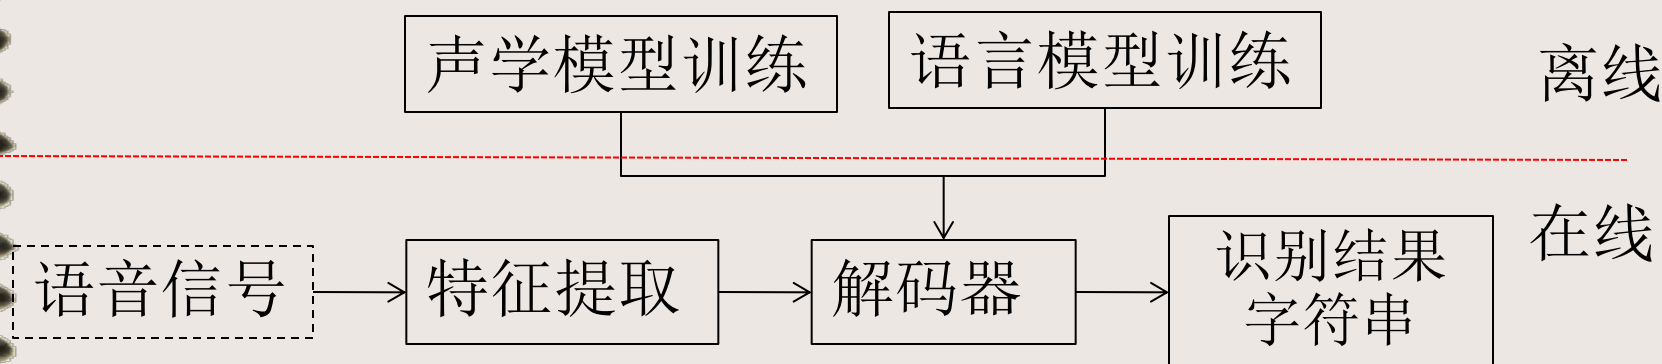 声学模型训练
语言模型训练
离线
在线
语音信号
特征提取
解码器
识别结果
字符串